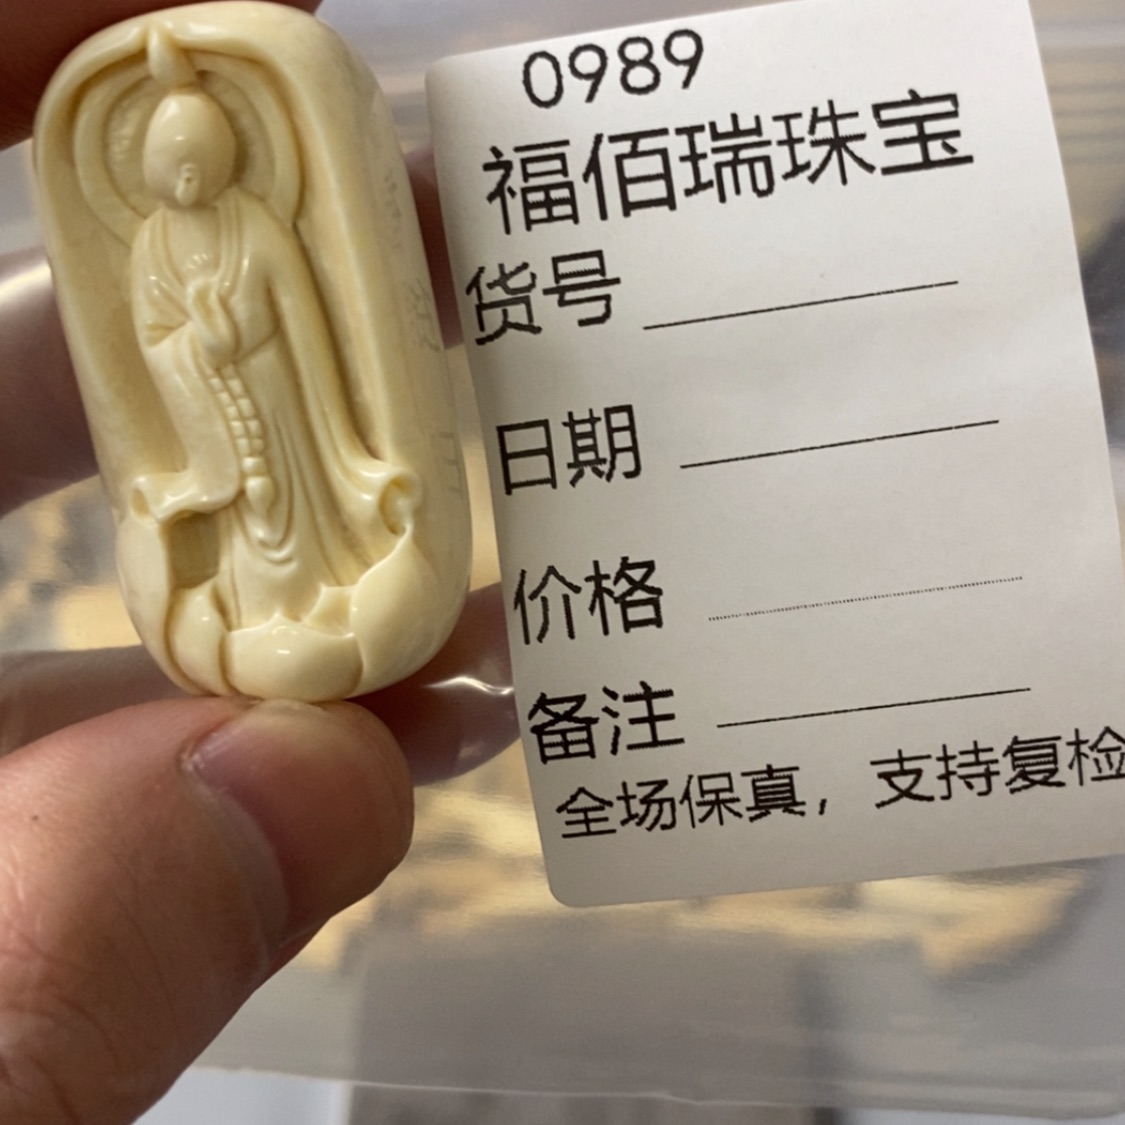 0989
福佰瑞珠宝
货号
日期
价格
备注
全场保真，支持复检